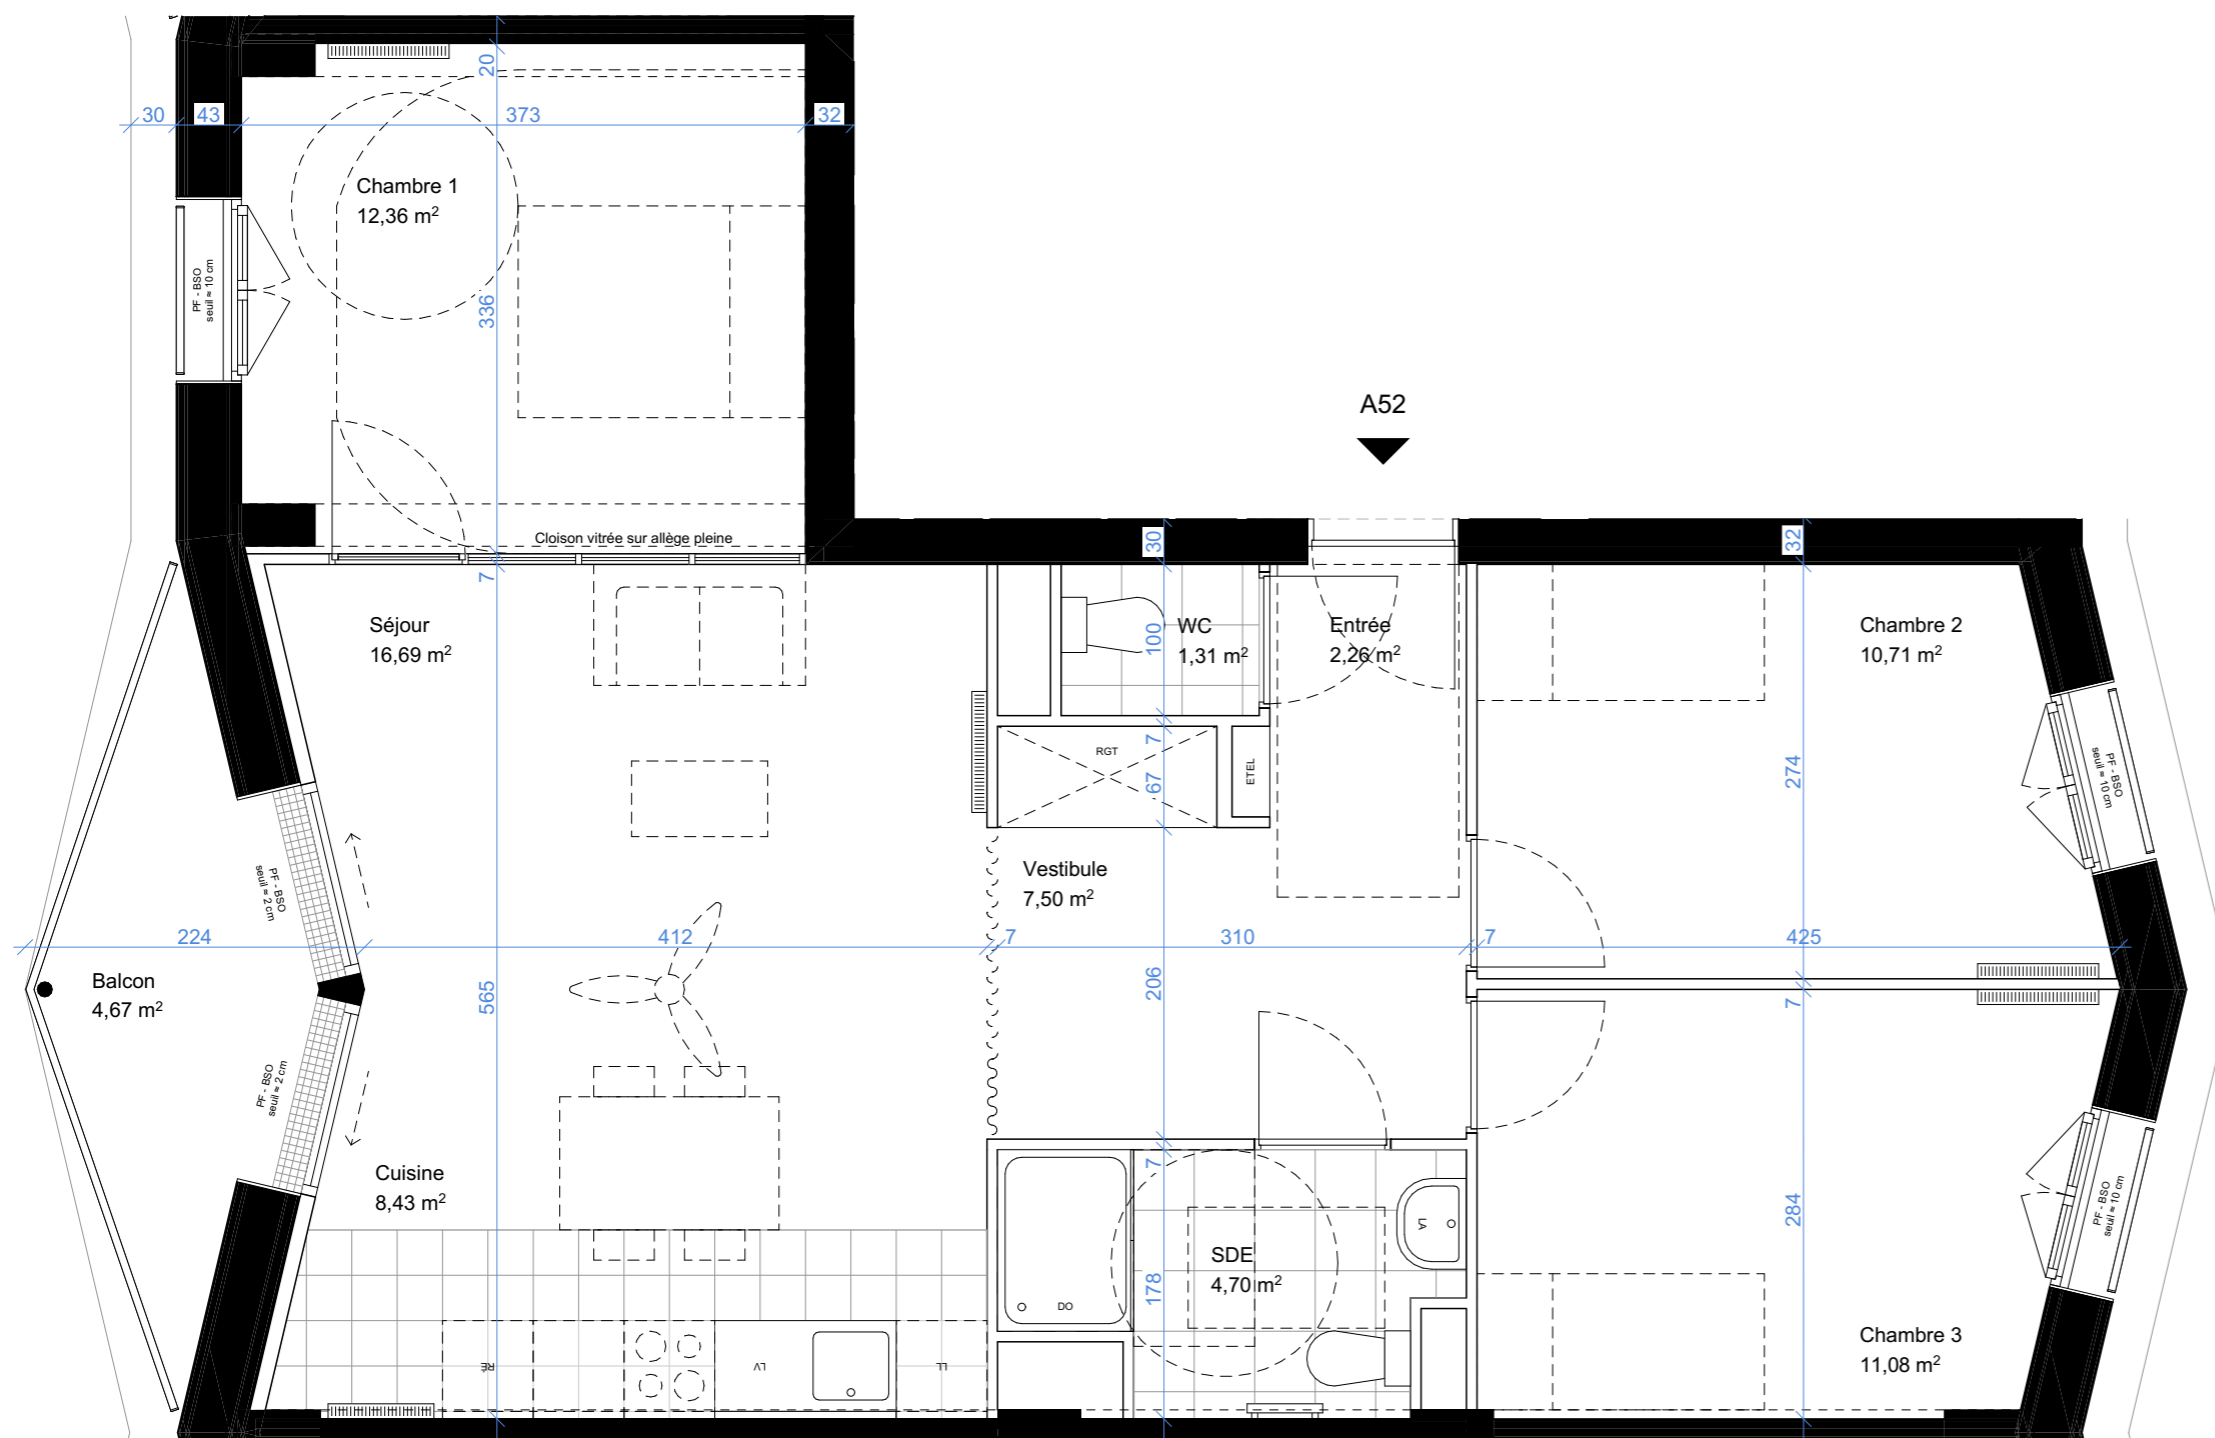 20
30
43
373
32
Chambre 1
12,36 m²
PF - BSO
seuil ≈ 10 cm
336
A52
Cloison vitrée sur allège pleine
30
32
7
Séjour
16,69 m²
100
WC
1,31 m²
Entrée
2,26 m²
Chambre 2
10,71 m²
7
RGT
67
ETEL
274
PF - BSO
seuil ≈ 10 cm
PF - BSO
seuil ≈ 2 cm
Vestibule
7,50 m²
224
412
7
310
7
425
Balcon
4,67 m²
565
206
7
PF - BSO
seuil ≈ 2 cm
Cuisine
8,43 m²
7
LA
284
PF - BSO
seuil ≈ 10 cm
SDE
4,70 m²
178
DO
Chambre 3
11,08 m²
RE
LV
LL